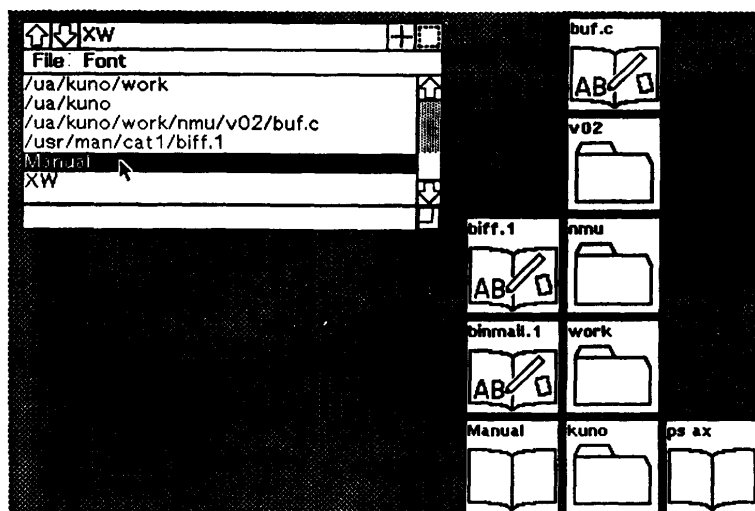 XW
File Font
/ua/kuno/work
/ua/kuno
/ua/kuno/work/nmu/v02/buf.c
/usr/man/cat1/biff.1
Manual
XW
buf.c
AB
v02
biff.1
nmu
AB
binmail.1
work
AB
Manual
kuno
ps ax